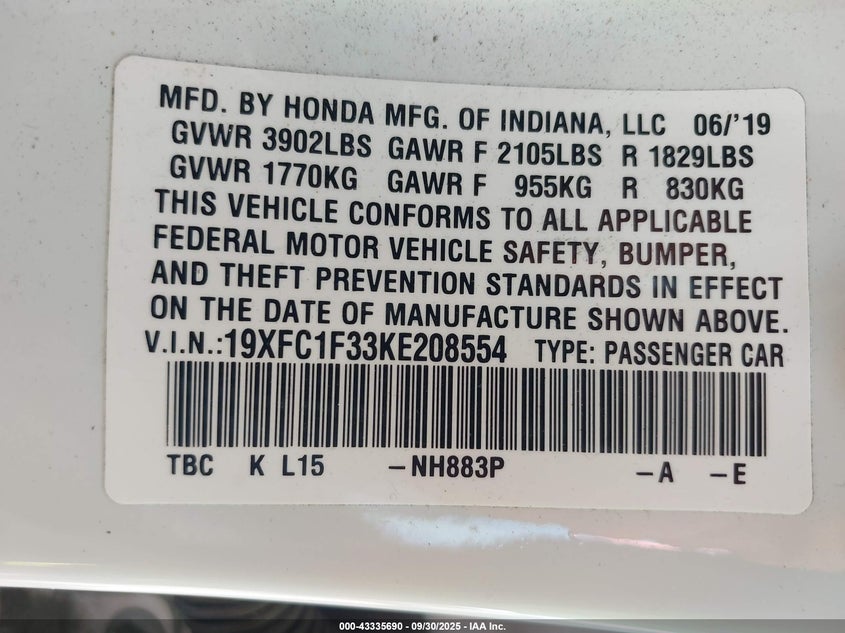 MFD. BY HONDA MFG. OF INDIANA, LLC 06/'19
GVWR 3902LBS GAWR F 2105LBS R 1829LBS
GVWR 1770KG GAWR F 955KG R 830KG
THIS VEHICLE CONFORMS TO ALL APPLICABLE
FEDERAL MOTOR VEHICLE SAFETY, BUMPER,
AND THEFT PREVENTION STANDARDS IN EFFECT
ON THE DATE OF MANUFACTURE SHOWN ABOVE.
V.I.N.:19XFC1F33KE208554 TYPE: PASSENGER CAR
TBC K L15 -NH883P -A -E
000-43335690 - 09/30/2025 - IAA Inc.